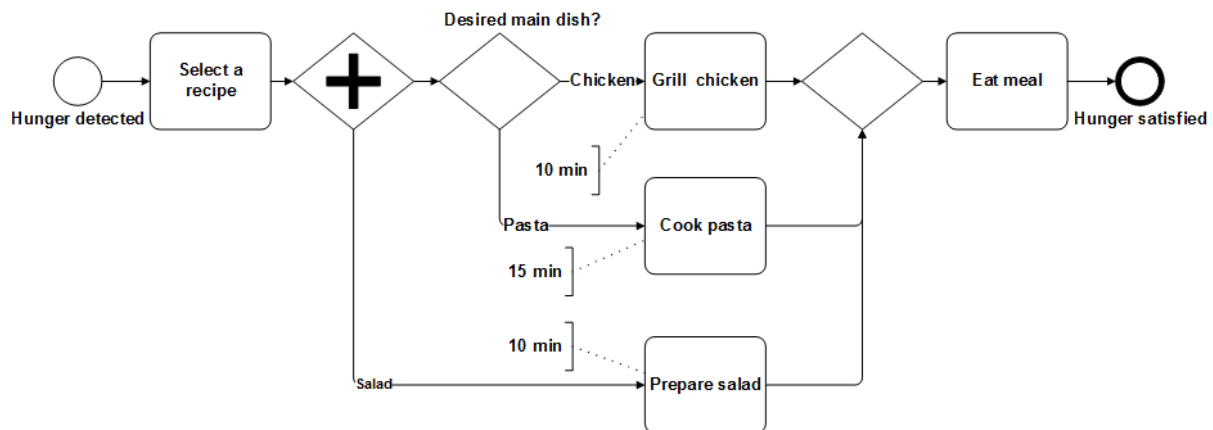 Desired main dish?
Select a
recipe
Chicken
Grill chicken
Eat meal
Hunger detected
Hunger satisfied
10 min
Pasta
Cook pasta
15 min
10 min
Salad
Prepare salad